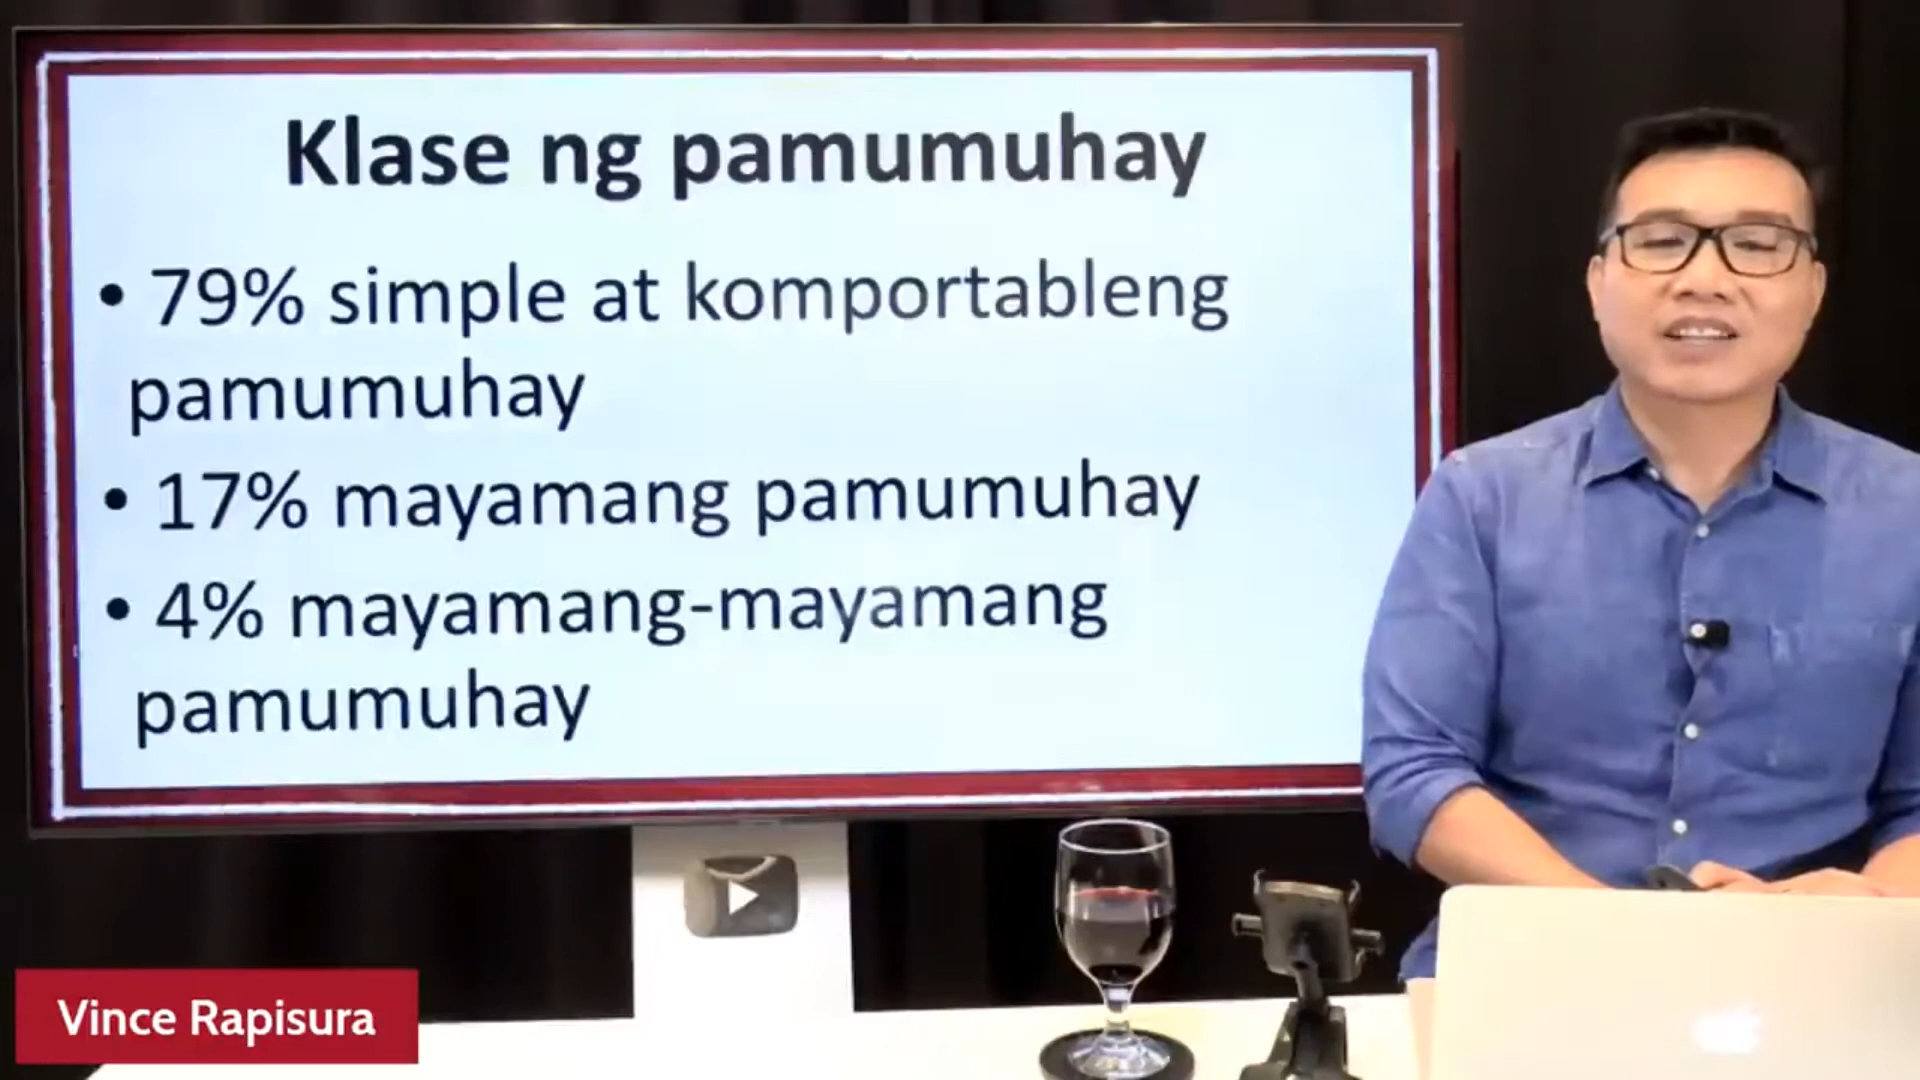 Klase ng pamumuhay
• 79% simple at komportableng
pamumuhay
• 17% mayamang pamumuhay
• 4% mayamang-mayamang
pamumuhay
Vince Rapisura